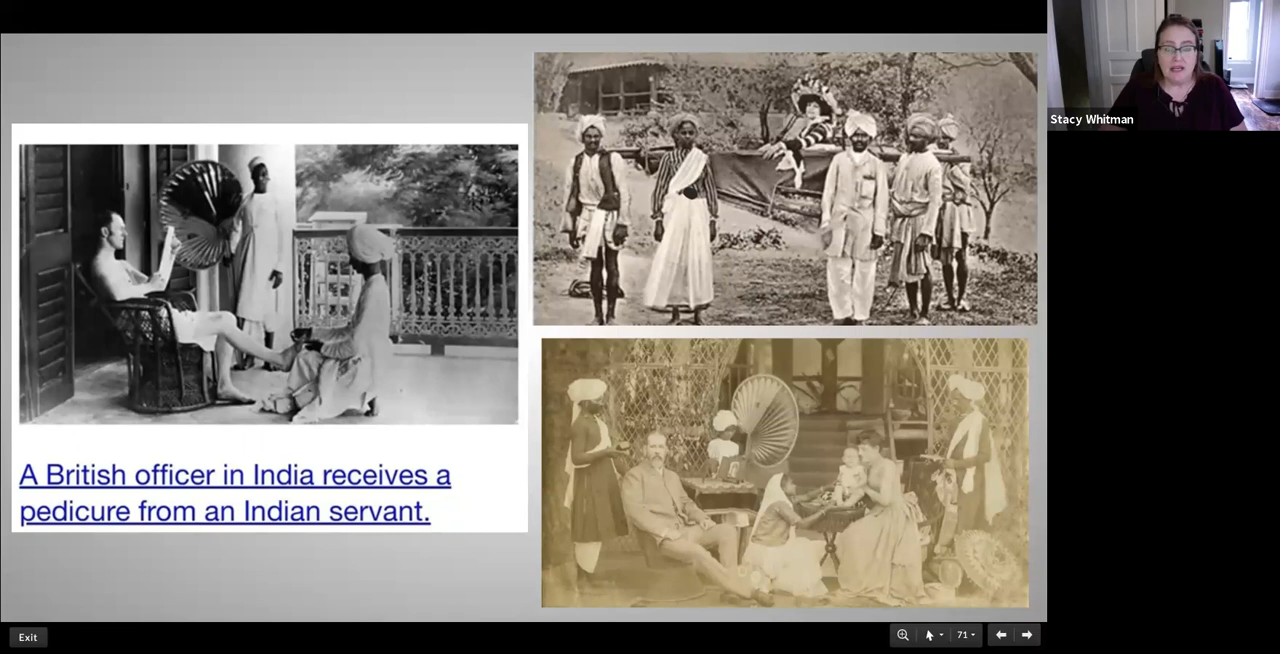 Stacy Whitman
A British officer in India receives a
pedicure from an Indian servant.
Exit
71